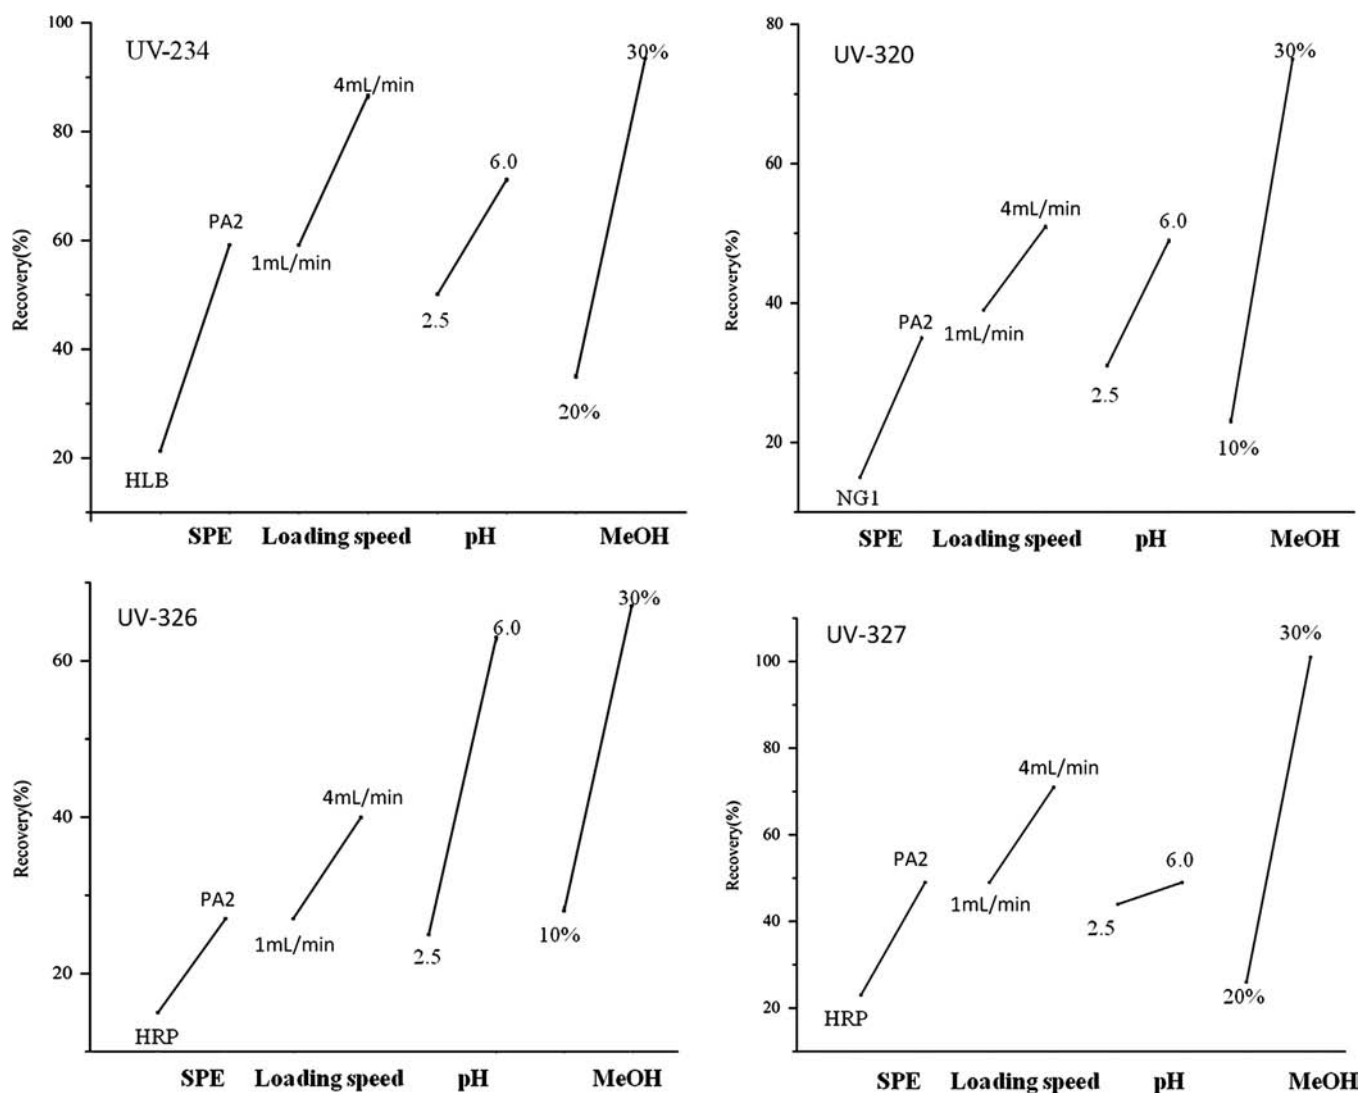 UV-234
100
80
60
40
20
Recovery(%)
HLB
PA2
1mL/min
4mL/min
2.5
6.0
20%
30%
SPE Loading speed pH MeOH
UV-320
80
60
40
20
Recovery(%)
NG1
PA2
1mL/min
4mL/min
2.5
6.0
10%
30%
SPE Loading speed pH MeOH
UV-326
60
40
20
Recovery(%)
HRP
PA2
1mL/min
4mL/min
2.5
6.0
10%
30%
SPE Loading speed pH MeOH
UV-327
100
80
60
40
20
Recovery(%)
HRP
PA2
1mL/min
4mL/min
2.5
6.0
20%
30%
SPE Loading speed pH MeOH